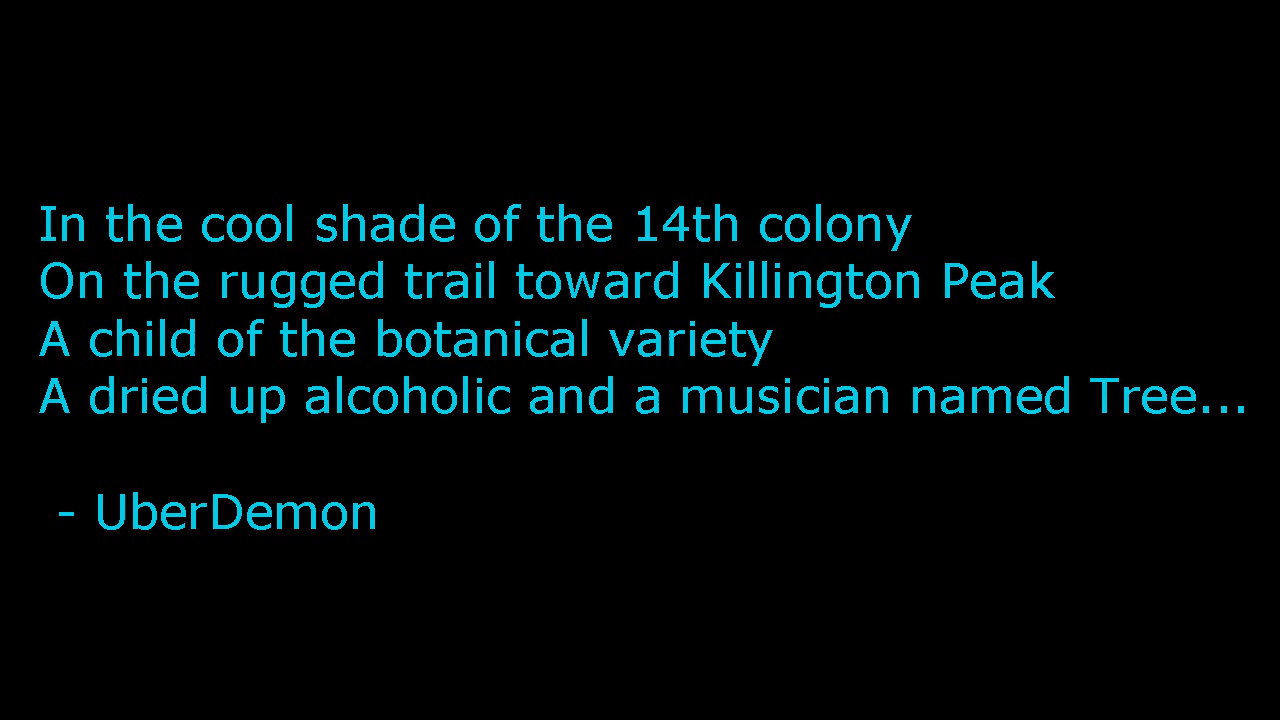 In the cool shade of the 14th colony
On the rugged trail toward Killington Peak
A child of the botanical variety
A dried up alcoholic and a musician named Tree...
- UberDemon